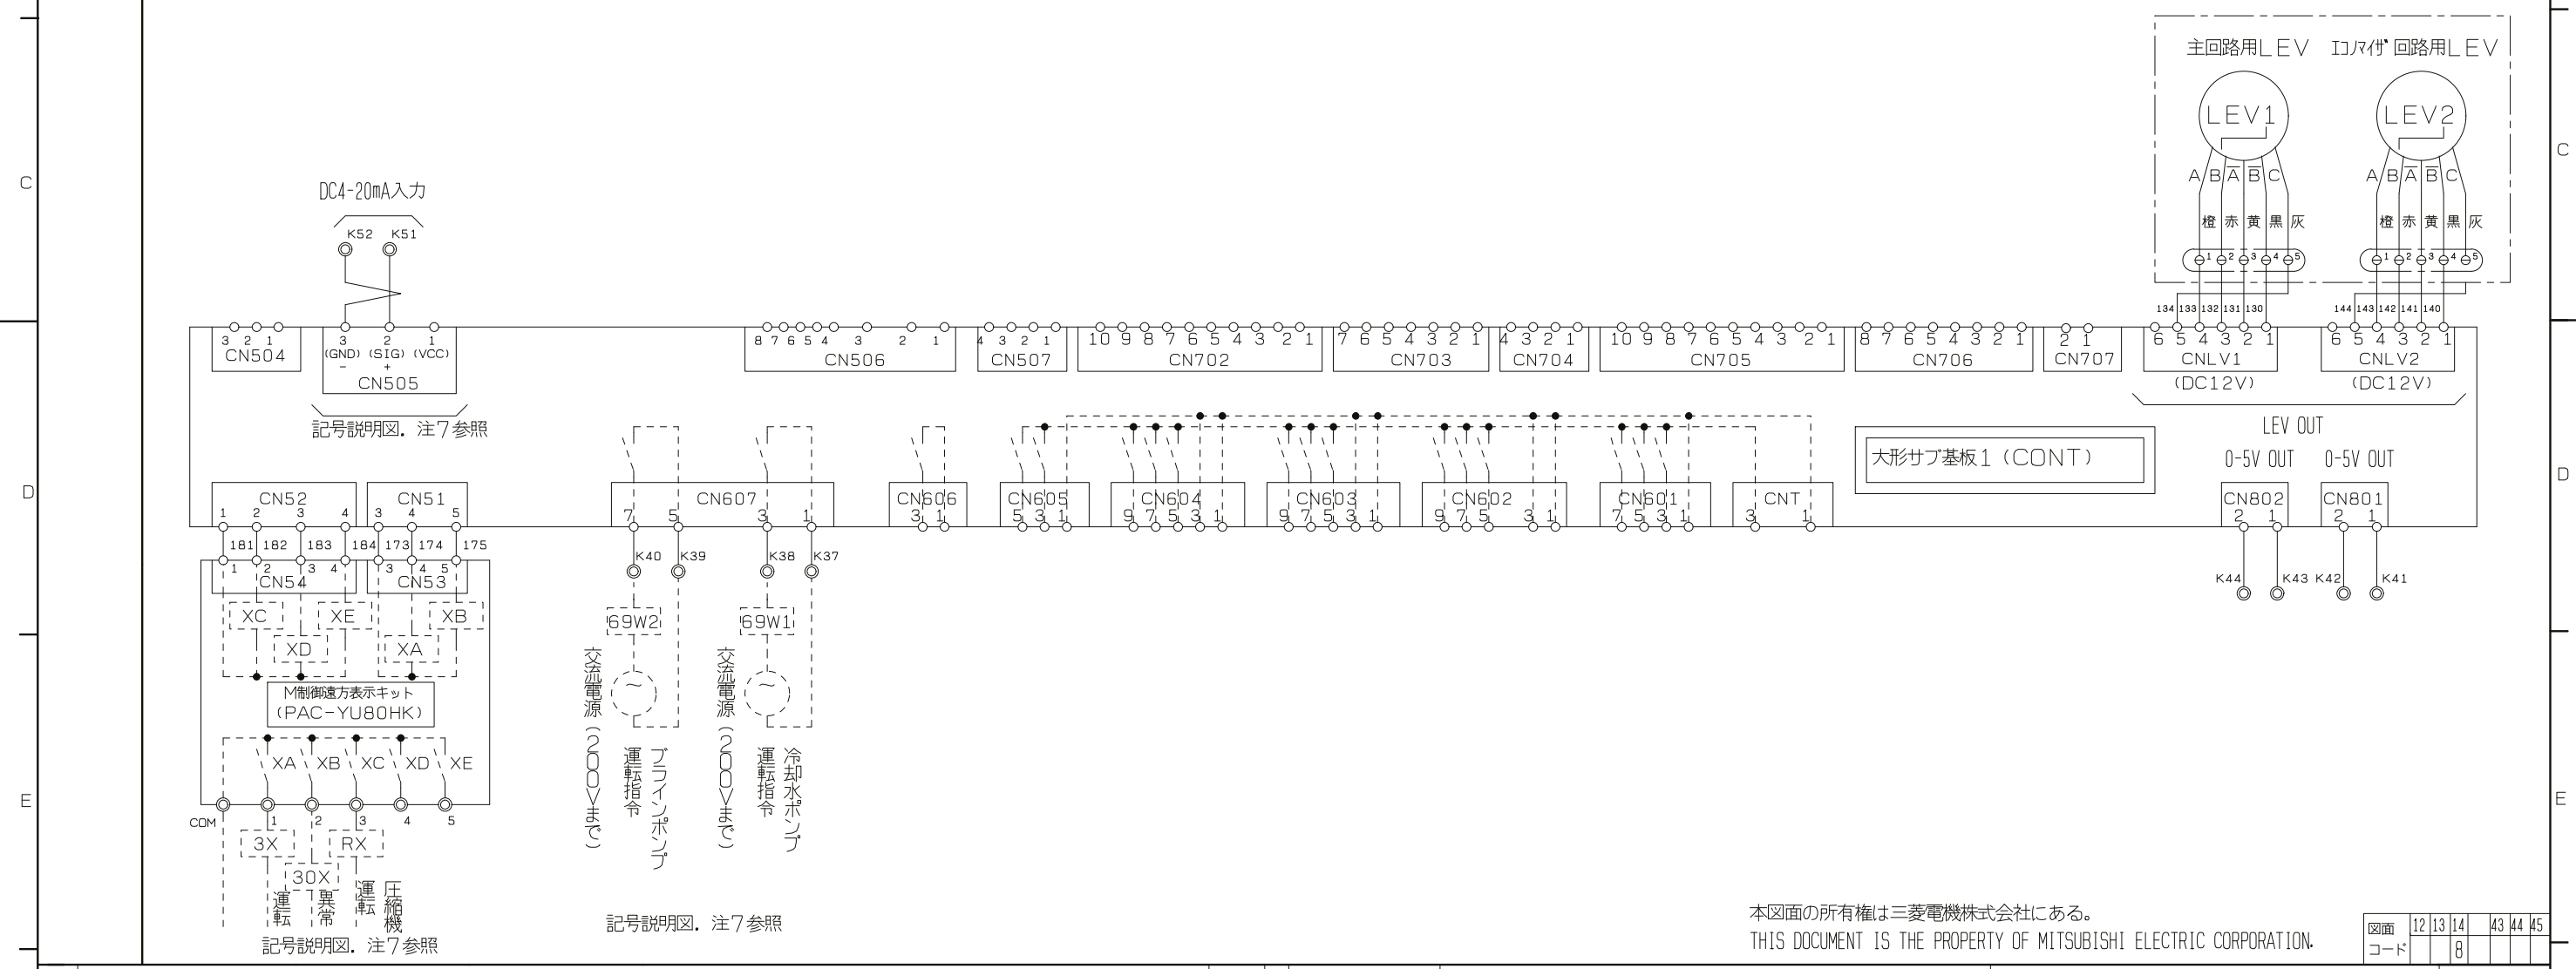 主回路用LEV エコノマイザ回路用LEV
LEV1 LEV2
C C
A B A̅ B̅ C A B A̅ B̅ C
DC4-20mA入力
橙 赤 黄 黒 灰 橙 赤 黄 黒 灰
K52 K51
1 2 3 4 5 1 2 3 4 5
134 133 132 131 130 144 143 142 141 140
3 2 1
CN504
3 2 1
(GND) (SIG) (VCC)
- +
CN505
8 7 6 5 4 3 2 1
CN506
4 3 2 1
CN507
10 9 8 7 6 5 4 3 2 1
CN702
7 6 5 4 3 2 1
CN703
4 3 2 1
CN704
10 9 8 7 6 5 4 3 2 1
CN705
8 7 6 5 4 3 2 1
CN706
2 1
CN707
6 5 4 3 2 1
CNLV1
(DC12V)
6 5 4 3 2 1
CNLV2
(DC12V)
記号説明図．注7参照
LEV OUT
大形サブ基板1(CONT)
0-5V OUT 0-5V OUT
D D
CN52
1 2 3 4
CN51
3 4 5
CN607
7 5 3 1
CN606
3 1
CN605
5 3 1
CN604
9 7 5 3 1
CN603
9 7 5 3 1
CN602
9 7 5 3 1
CN601
7 5 3 1
CNT
3 1
CN802
2 1
CN801
2 1
181 182 183 184 173 174 175
K40 K39 K38 K37
1 2 3 4 3 4 5
CN54 CN53
K44 K43 K42 K41
XC XE XB
XD XA
69W2 69W1
M制御遠方表示キット
(PAC-YU80HK)
XA XB XC XD XE
交流電源(200Vまで)
ブラインポンプ
運転指令
交流電源(200Vまで)
冷却水ポンプ
運転指令
E E
COM 1 2 3 4 5
3X RX
30X
運転
異常
圧縮機
運転
記号説明図．注7参照
記号説明図．注7参照
本図面の所有権は三菱電機株式会社にある。
THIS DOCUMENT IS THE PROPERTY OF MITSUBISHI ELECTRIC CORPORATION.
図面
コード
12 13 14 43 44 45
8